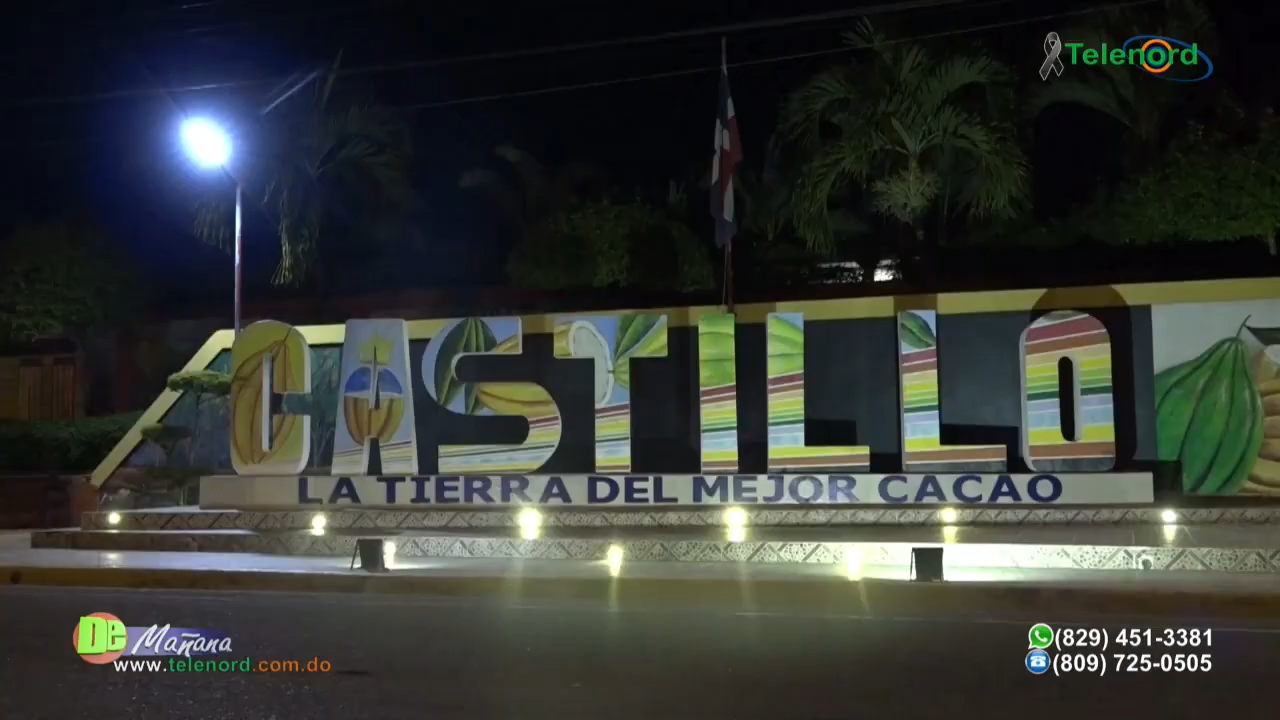 Telenord
CASTILLO
LA TIERRA DEL MEJOR CACAO
De Mañana
www.telenord.com.do
(829) 451-3381
(809) 725-0505